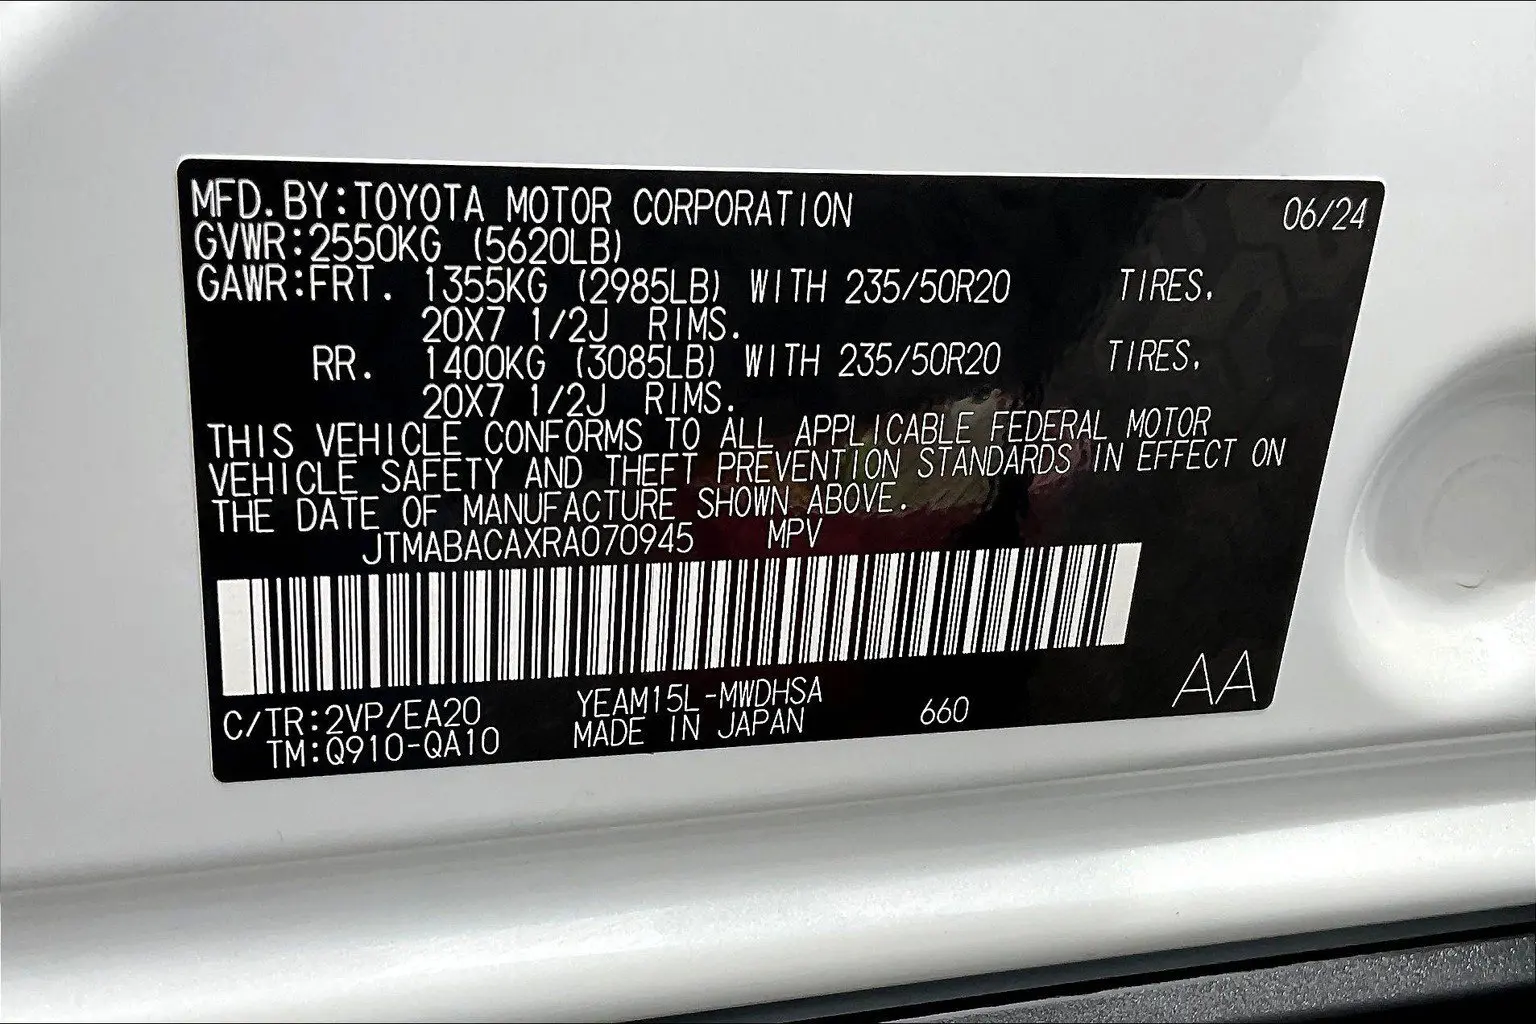 MFD.BY:TOYOTA MOTOR CORPORATION 06/24
GVWR:2550KG (5620LB)
GAWR:FRT. 1355KG (2985LB) WITH 235/50R20 TIRES.
20X7 1/2J RIMS.
RR. 1400KG (3085LB) WITH 235/50R20 TIRES.
20X7 1/2J RIMS.
THIS VEHICLE CONFORMS TO ALL APPLICABLE FEDERAL MOTOR
VEHICLE SAFETY AND THEFT PREVENTION STANDARDS IN EFFECT ON
THE DATE OF MANUFACTURE SHOWN ABOVE.
JTMABACAXRA070945 MPV
C/TR:2VP/EA20 YEAM15L-MWDHSA 660 AA
TM:Q910-QA10 MADE IN JAPAN